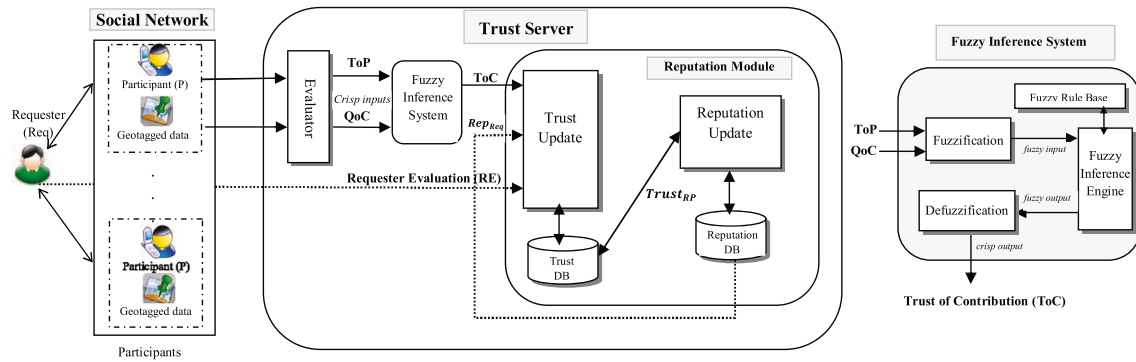 Social Network
Participant (P)
Geotagged data
Requester
(Req)
.
.
.
Participant (P)
Geotagged data
Participants
Trust Server
Evaluator
ToP
Crisp inputs
QoC
Fuzzy
Inference
System
ToC
Rep_Req
Requester Evaluation (RE)
Reputation Module
Trust
Update
Reputation
Update
Trust_RP
Trust
DB
Reputation
DB
Fuzzy Inference System
Fuzzy Rule Base
ToP
QoC
Fuzzification
fuzzy input
Fuzzy
Inference
Engine
fuzzy output
Defuzzification
crisp output
Trust of Contribution (ToC)